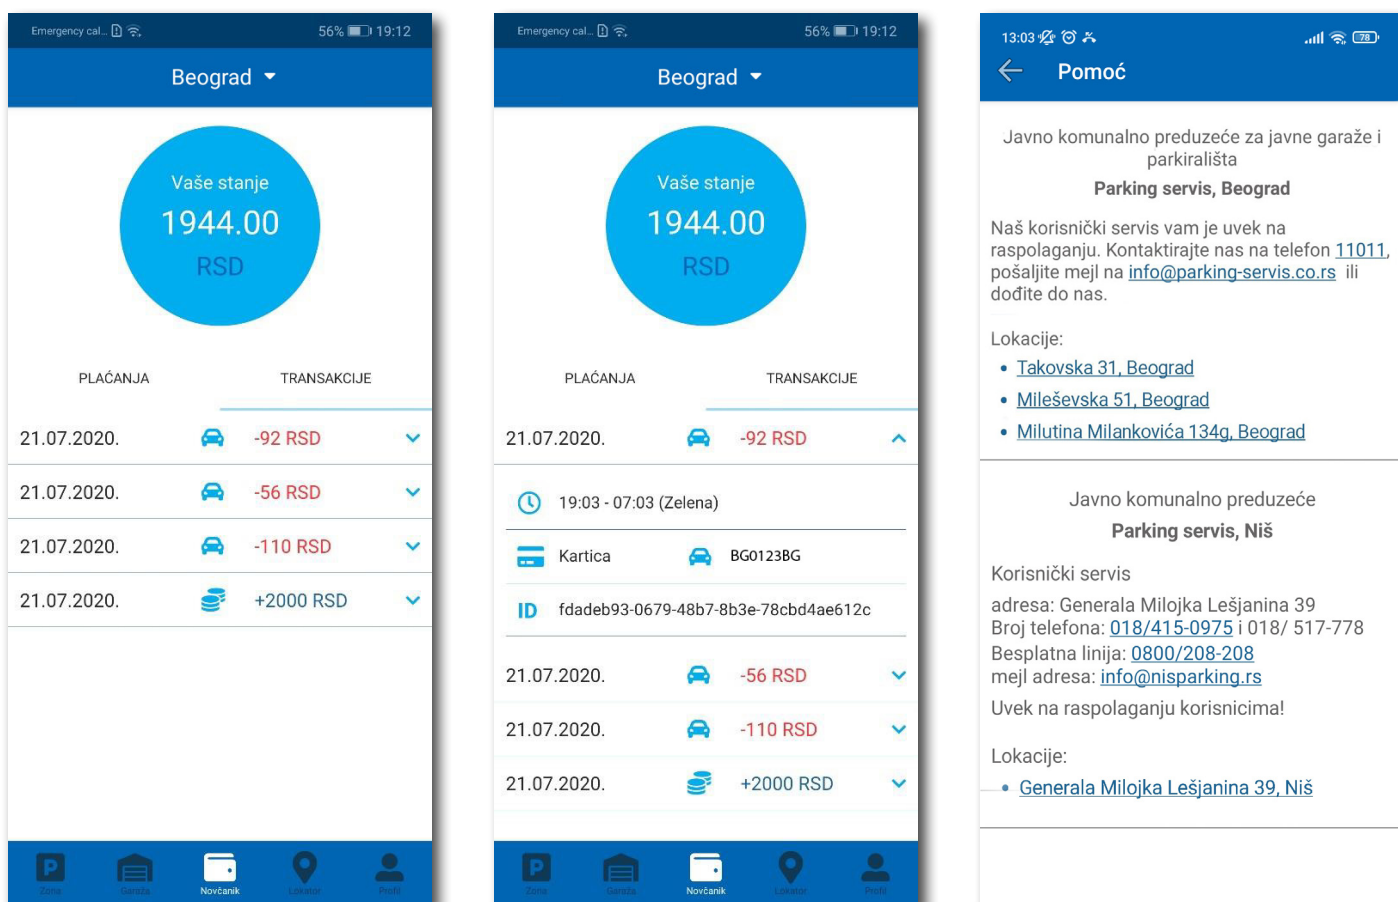 Emergency cal...
56%
19:12
Beograd
Vaše stanje
1944.00
RSD
PLAĆANJA
TRANSAKCIJE
21.07.2020.
-92 RSD
21.07.2020.
-56 RSD
21.07.2020.
-110 RSD
21.07.2020.
+2000 RSD
Zona
Garaža
Novčanik
Lokator
Profil
Emergency cal...
56%
19:12
Beograd
Vaše stanje
1944.00
RSD
PLAĆANJA
TRANSAKCIJE
21.07.2020.
-92 RSD
19:03 - 07:03 (Zelena)
Kartica
BG0123BG
ID
fdadeb93-0679-48b7-8b3e-78cbd4ae612c
21.07.2020.
-56 RSD
21.07.2020.
-110 RSD
21.07.2020.
+2000 RSD
Zona
Garaža
Novčanik
Lokator
Profil
13:03
78
Pomoć
Javno komunalno preduzeće za javne garaže i
parkirališta
Parking servis, Beograd
Naš korisnički servis vam je uvek na
raspolaganju. Kontaktirajte nas na telefon 11011,
pošaljite mejl na info@parking-servis.co.rs ili
dođite do nas.
Lokacije:
• Takovska 31, Beograd
• Mileševska 51, Beograd
• Milutina Milankovića 134g, Beograd
Javno komunalno preduzeće
Parking servis, Niš
Korisnički servis
adresa: Generala Milojka Lešjanina 39
Broj telefona: 018/415-0975 i 018/ 517-778
Besplatna linija: 0800/208-208
mejl adresa: info@nisparking.rs
Uvek na raspolaganju korisnicima!
Lokacije:
• Generala Milojka Lešjanina 39, Niš